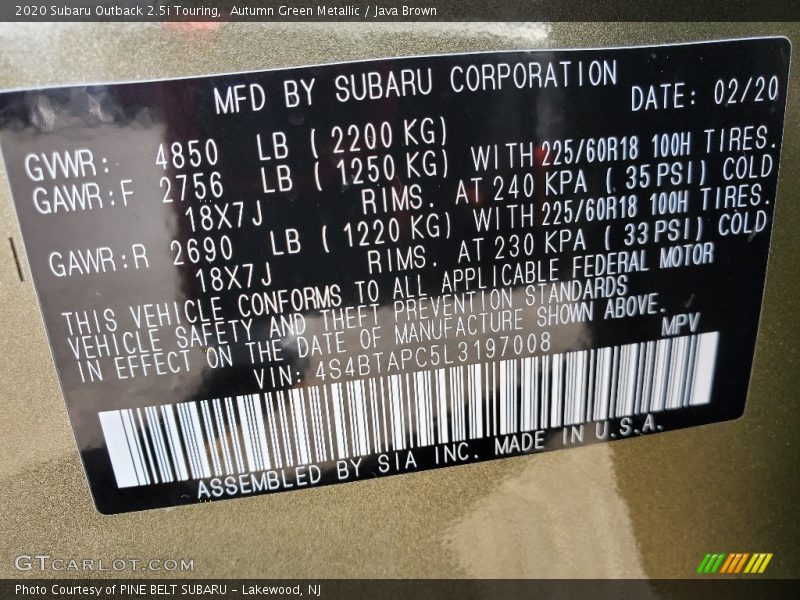 2020 Subaru Outback 2.5i Touring, Autumn Green Metallic / Java Brown
MFD BY SUBARU CORPORATION
DATE: 02/20
GVWR: 4850 LB ( 2200 KG)
GAWR:F 2756 LB ( 1250 KG) WITH 225/60R18 100H TIRES.
18X7J RIMS. AT 240 KPA ( 35 PSI) COLD
GAWR:R 2690 LB ( 1220 KG) WITH 225/60R18 100H TIRES.
18X7J RIMS. AT 230 KPA ( 33 PSI) COLD
THIS VEHICLE CONFORMS TO ALL APPLICABLE FEDERAL MOTOR
VEHICLE SAFETY AND THEFT PREVENTION STANDARDS
IN EFFECT ON THE DATE OF MANUFACTURE SHOWN ABOVE.
VIN: 4S4BTAPC5L3197008 MPV
ASSEMBLED BY SIA INC. MADE IN U.S.A.
GTCARLOT.COM
Photo Courtesy of PINE BELT SUBARU - Lakewood, NJ